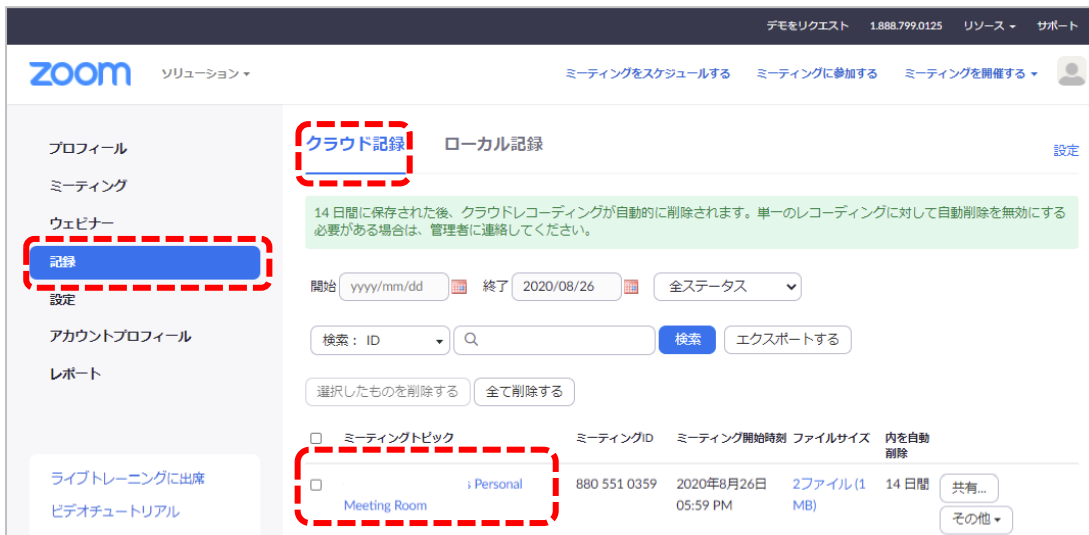 デモをリクエスト 1.888.799.0125 リソース サポート
zoom ソリューション ミーティングをスケジュールする ミーティングに参加する ミーティングを開催する
プロフィール
ミーティング
ウェビナー
記録
設定
アカウントプロフィール
レポート
ライブトレーニングに出席
ビデオチュートリアル
クラウド記録 ローカル記録 設定
14 日間に保存された後、クラウドレコーディングが自動的に削除されます。単一のレコーディングに対して自動削除を無効にする
必要がある場合は、管理者に連絡してください。
開始 yyyy/mm/dd 終了 2020/08/26 全ステータス
検索： ID 検索 エクスポートする
選択したものを削除する 全て削除する
ミーティングトピック ミーティングID ミーティング開始時刻 ファイルサイズ 内を自動
削除
s Personal 880 551 0359 2020年8月26日 2ファイル (1 14 日間 共有...
Meeting Room 05:59 PM MB) その他